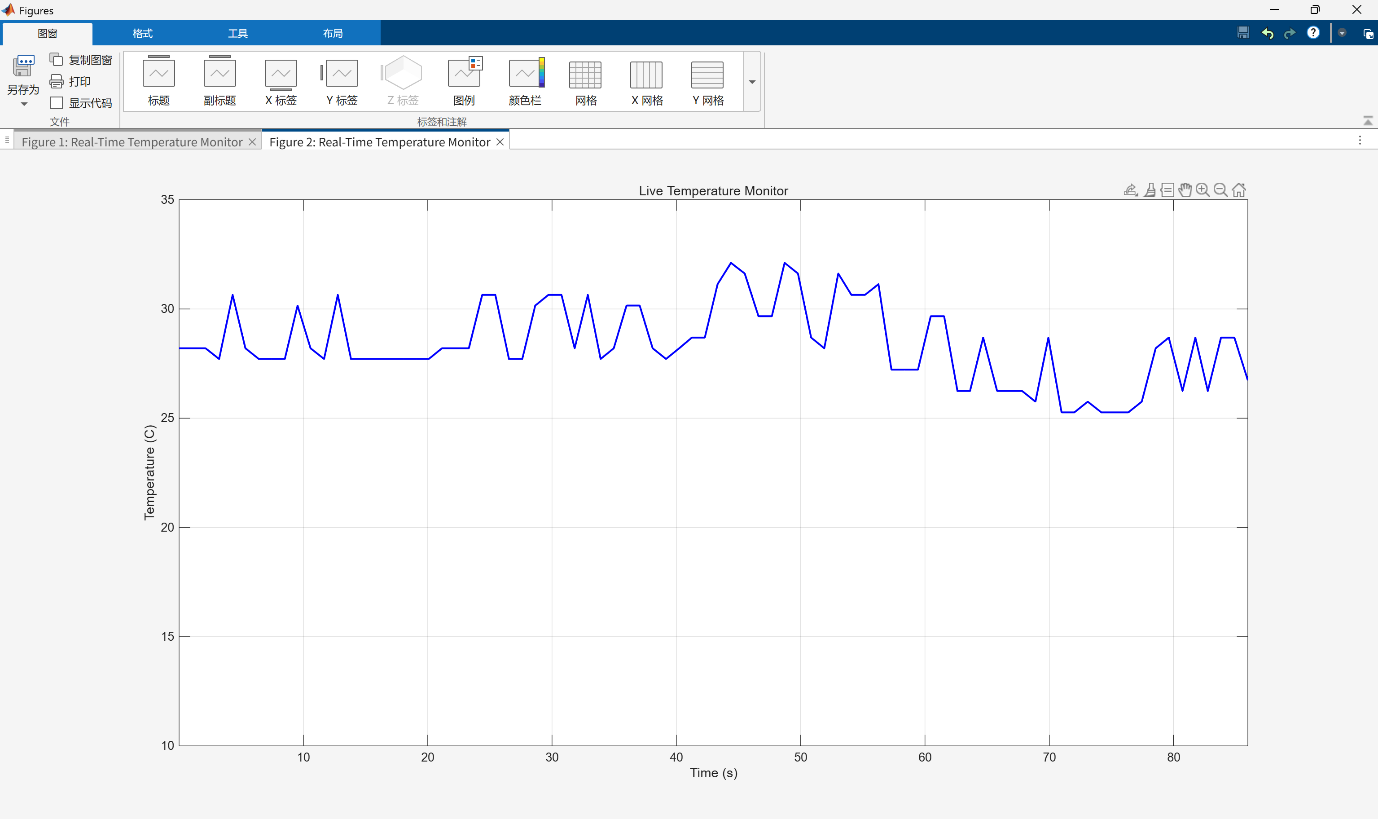 Figures
图窗 格式 工具 布局
另存为
复制图窗
打印
显示代码
文件
标题 副标题 X 标签 Y 标签 Z 标签 图例 颜色栏 网格 X 网格 Y 网格
标签和注解
Figure 1: Real-Time Temperature Monitor
Figure 2: Real-Time Temperature Monitor
Live Temperature Monitor
35
30
25
20
15
10
Temperature (C)
10 20 30 40 50 60 70 80
Time (s)